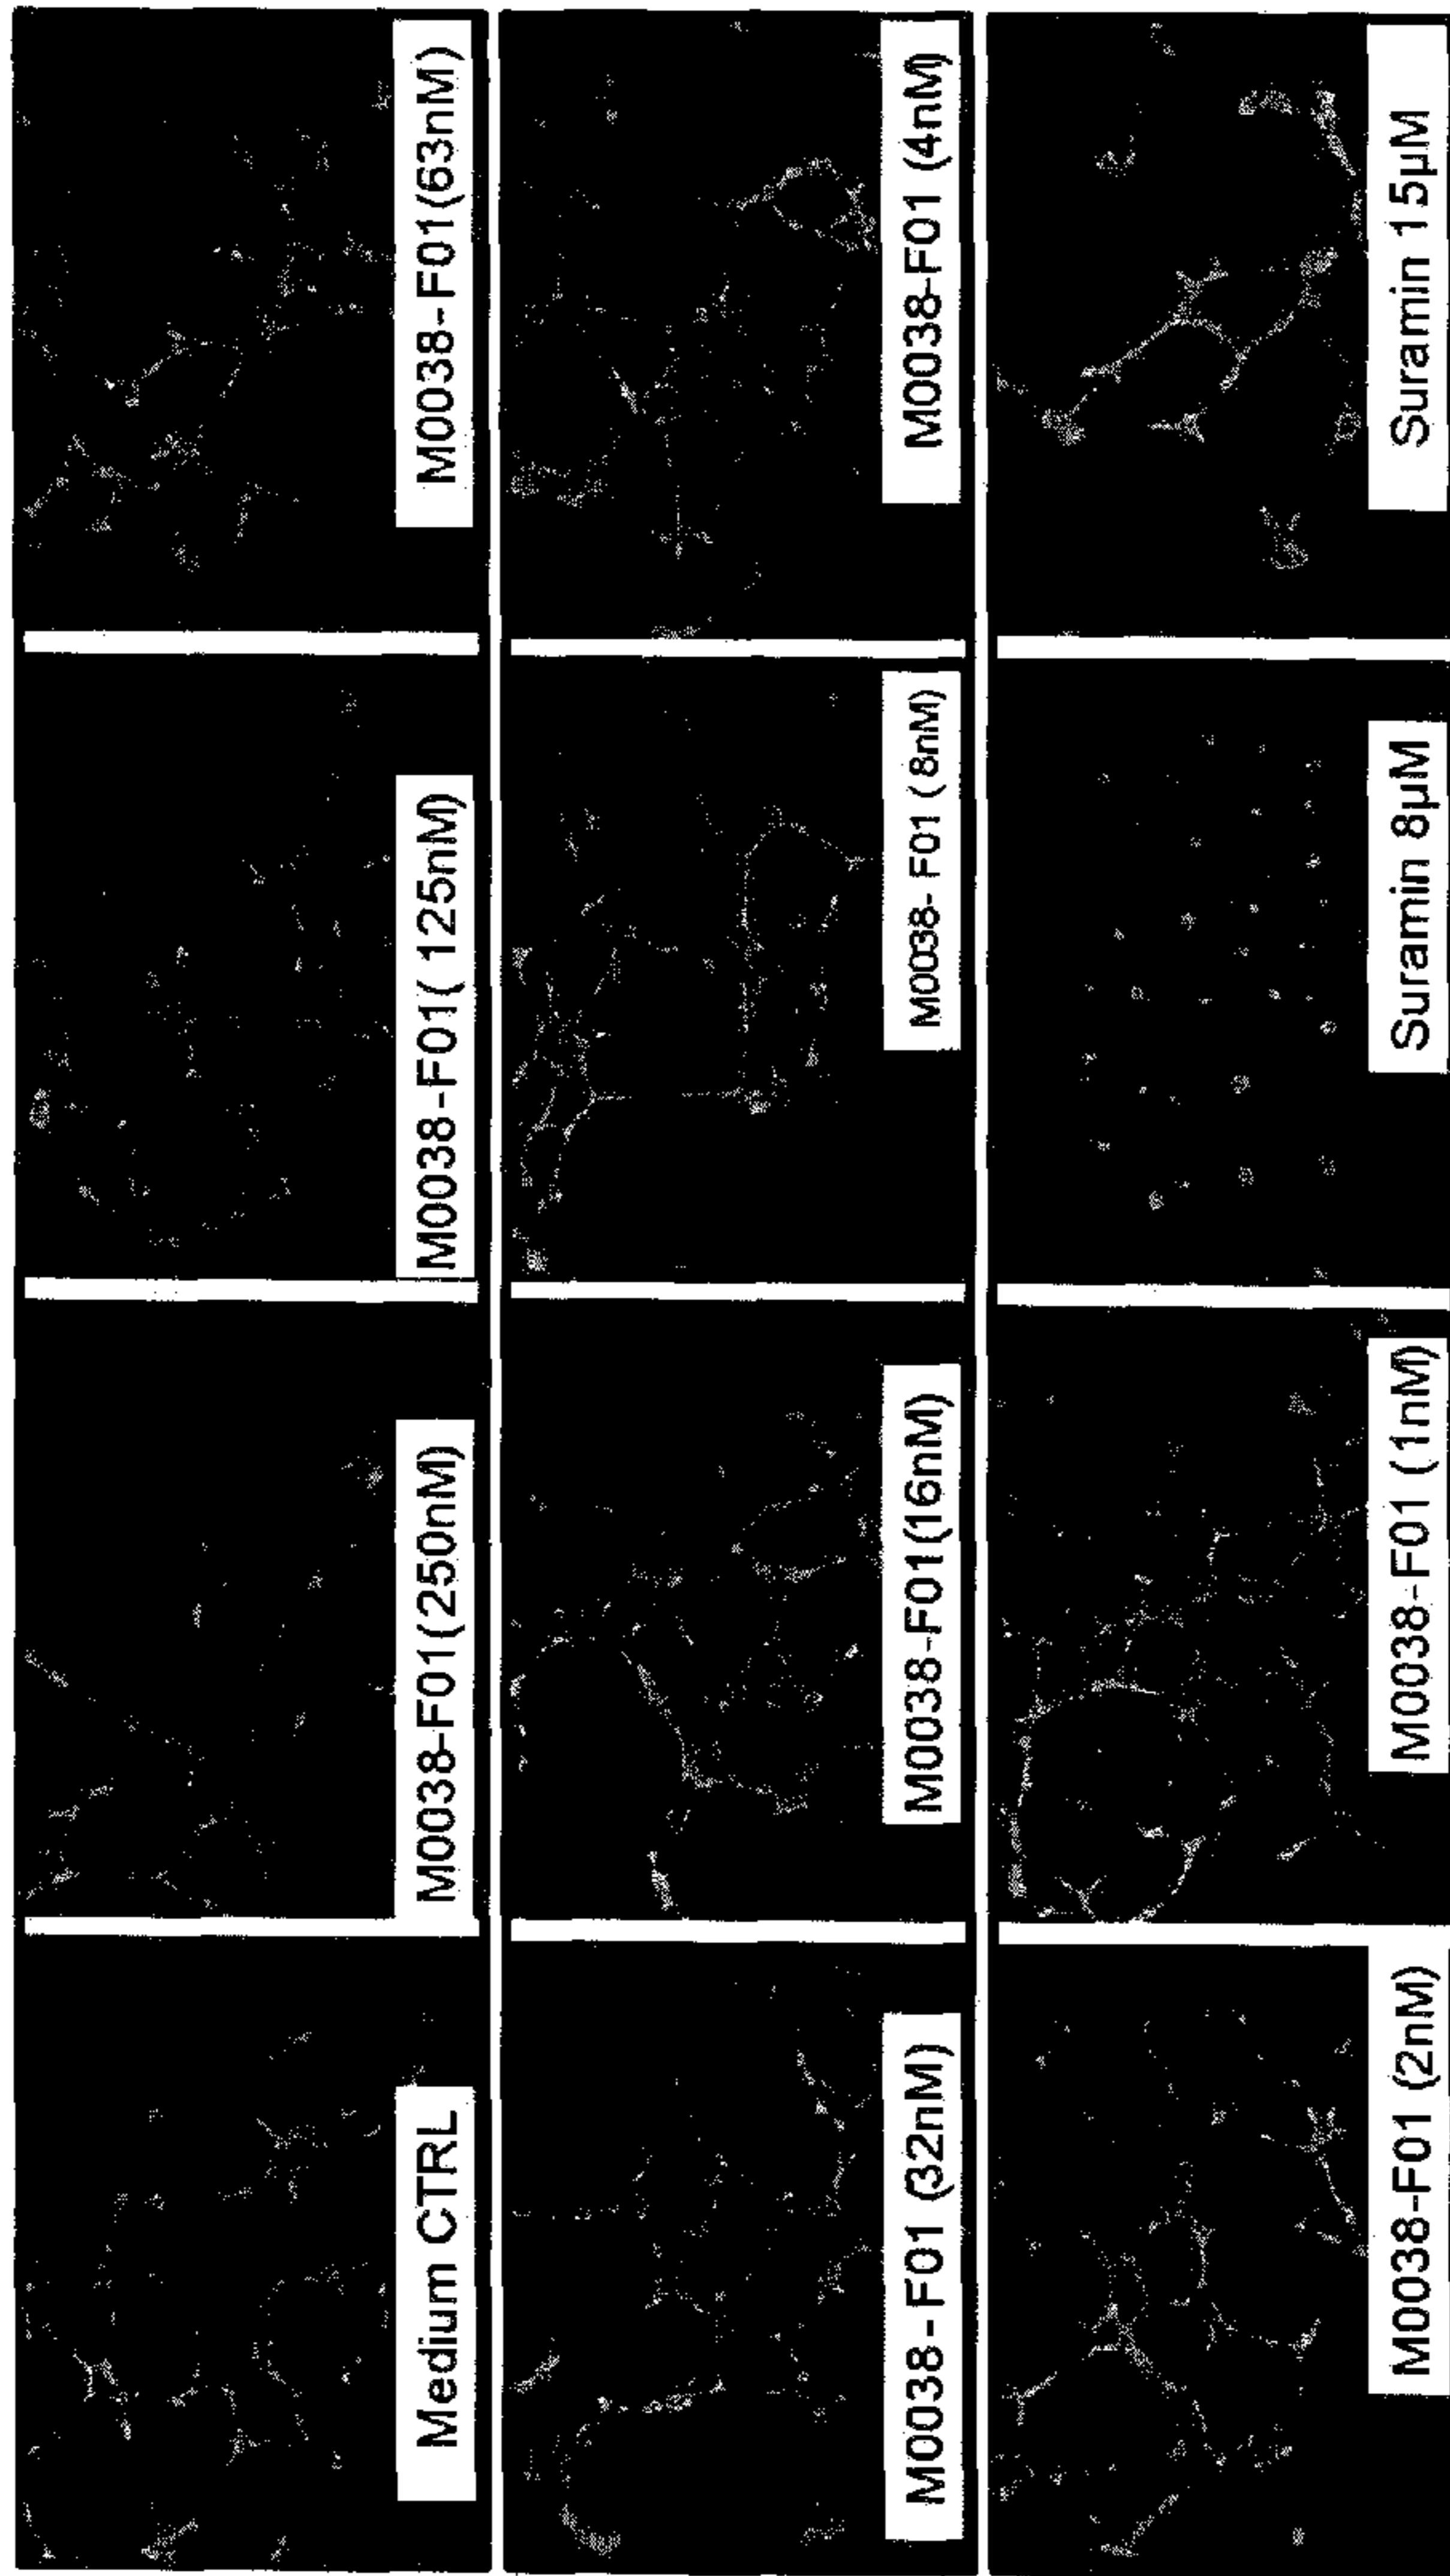 Medium CTRL
M0038-F01(250nM)
M0038-F01( 125nM)
M0038-F01(63nM)
M0038-F01 (32nM)
M0038-F01(16nM)
M0038- F01 ( 8nM)
M0038-F01 (4nM)
M0038-F01 (2nM)
M0038-F01 (1nM)
Suramin 8µM
Suramin 15µM